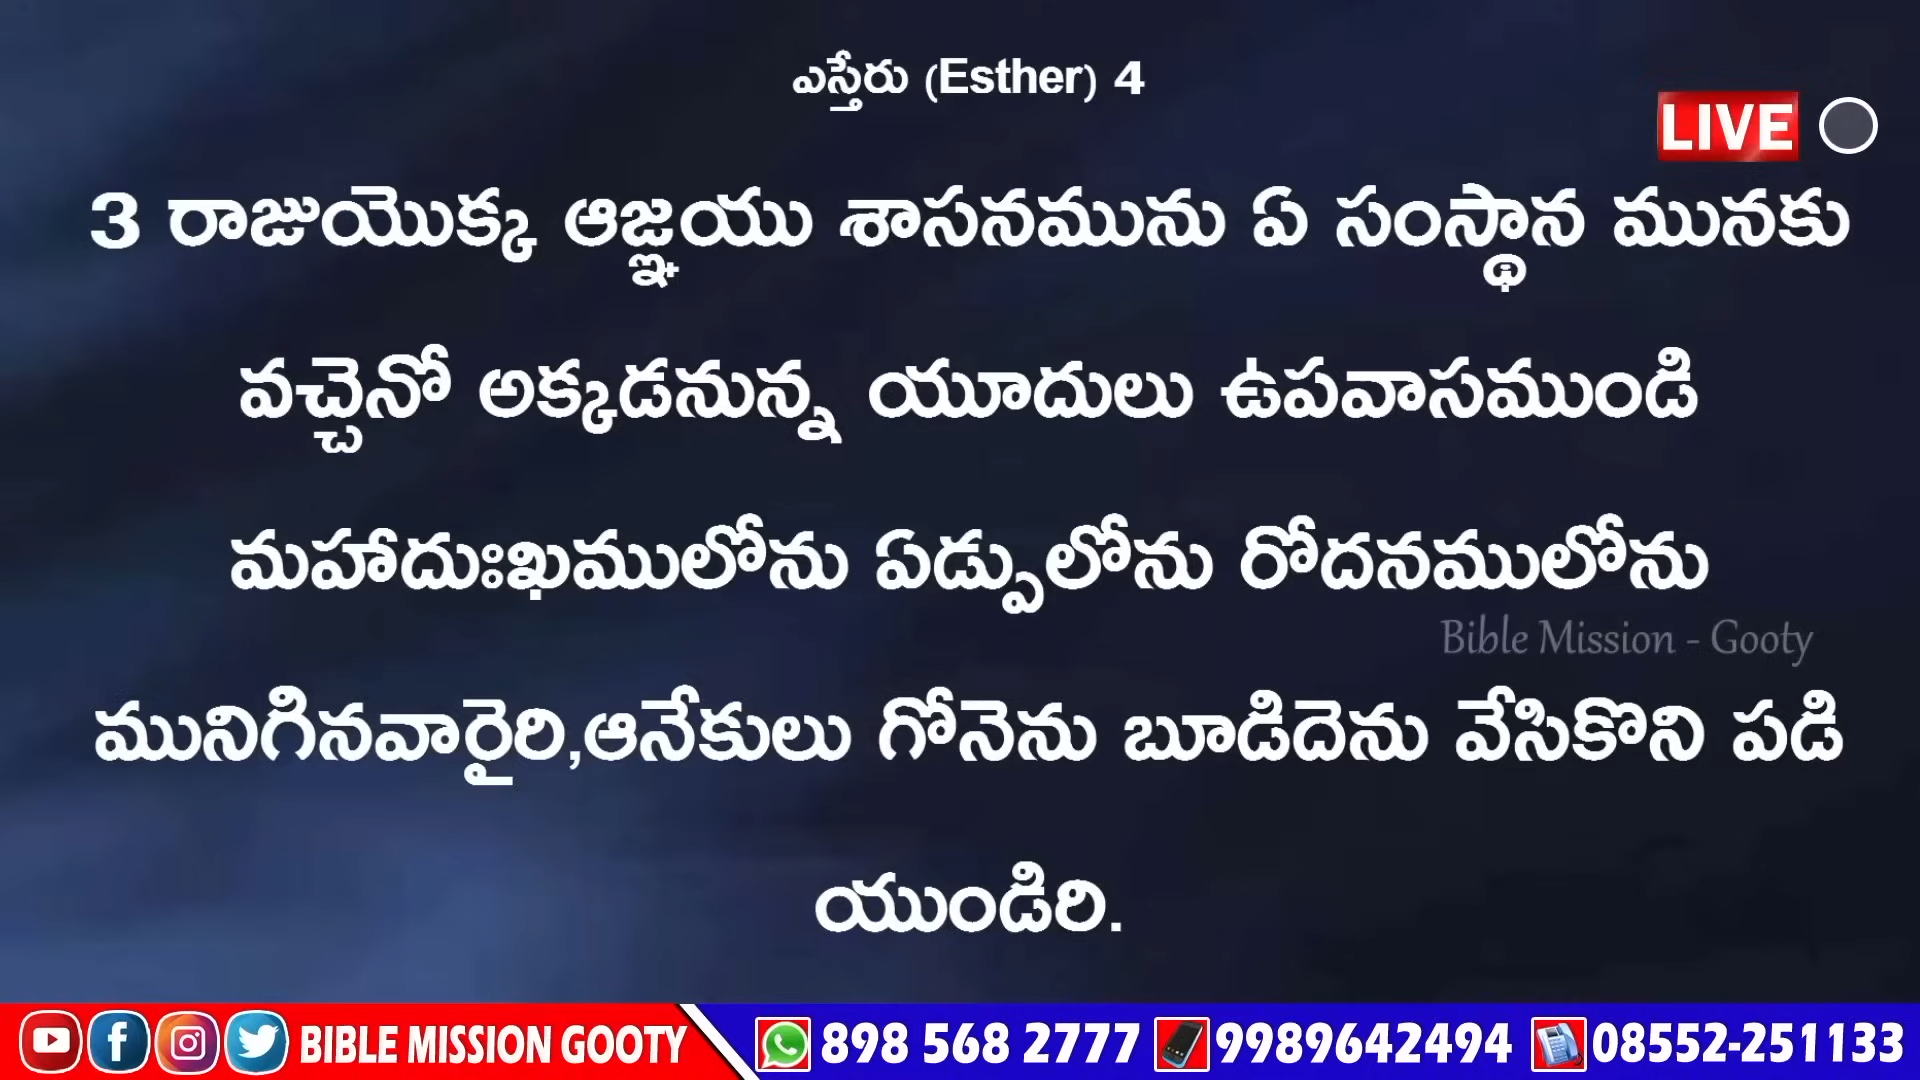 ఎస్తేరు (Esther) 4
LIVE
3 రాజుయొక్క ఆజ్ఞయు శాసనమును ఏ సంస్థాన మునకు
వచ్చెనో అక్కడనున్న యూదులు ఉపవాసముండి
మహాదుఃఖములోను ఏడ్పులోను రోదనములోను
Bible Mission - Gooty
మునిగినవారైరి,ఆనేకులు గోనెను బూడిదెను వేసికొని పడి
యుండిరి.
BIBLE MISSION GOOTY 898 568 2777 9989642494 08552-251133